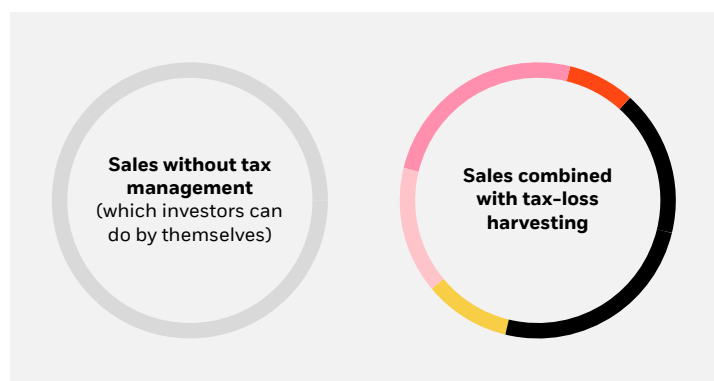 Sales without tax
management
(which investors can
do by themselves)
Sales combined
with tax-loss
harvesting